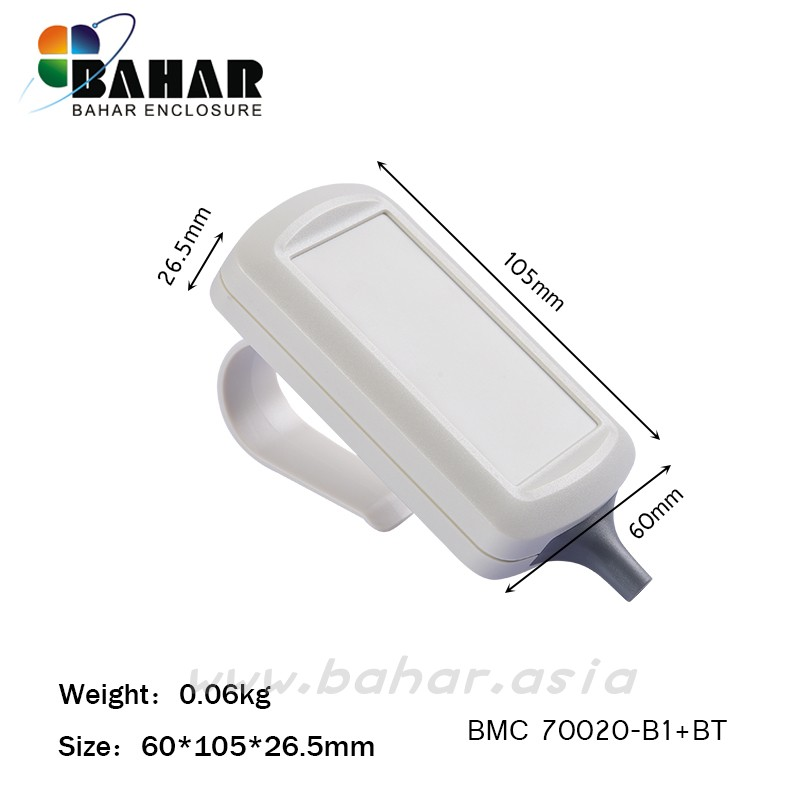 BAHAR
BAHAR ENCLOSURE
26.5mm
105mm
60mm
www.bahar.asia
Weight：0.06kg
Size：60*105*26.5mm
BMC 70020-B1+BT